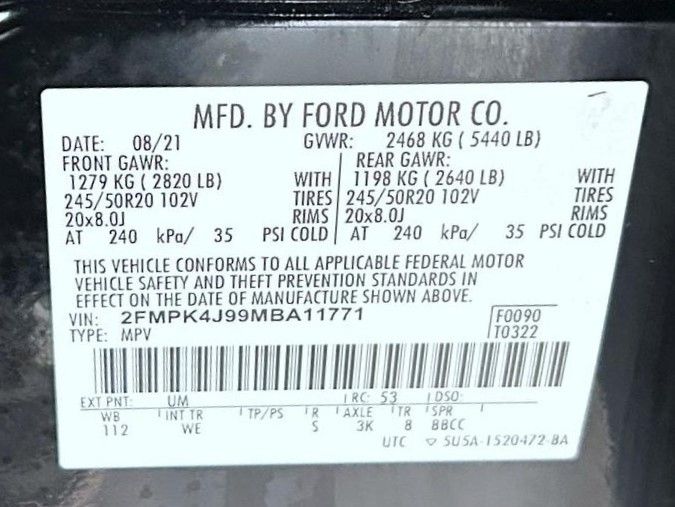 MFD. BY FORD MOTOR CO.
DATE: 08/21 GVWR: 2468 KG ( 5440 LB)
FRONT GAWR: REAR GAWR:
1279 KG ( 2820 LB) WITH 1198 KG ( 2640 LB) WITH
245/50R20 102V TIRES 245/50R20 102V TIRES
20x8.0J RIMS 20x8.0J RIMS
AT 240 kPa/ 35 PSI COLD AT 240 kPa/ 35 PSI COLD
THIS VEHICLE CONFORMS TO ALL APPLICABLE FEDERAL MOTOR
VEHICLE SAFETY AND THEFT PREVENTION STANDARDS IN
EFFECT ON THE DATE OF MANUFACTURE SHOWN ABOVE.
VIN: 2FMPK4J99MBA11771 F0090
TYPE: MPV T0322
EXT PNT: UM RC: 53 DSO:
WB INT TR TP/PS R AXLE TR SPR
112 WE S 3K 8 BBCC
UTC ▽ 5U5A-1520472-BA